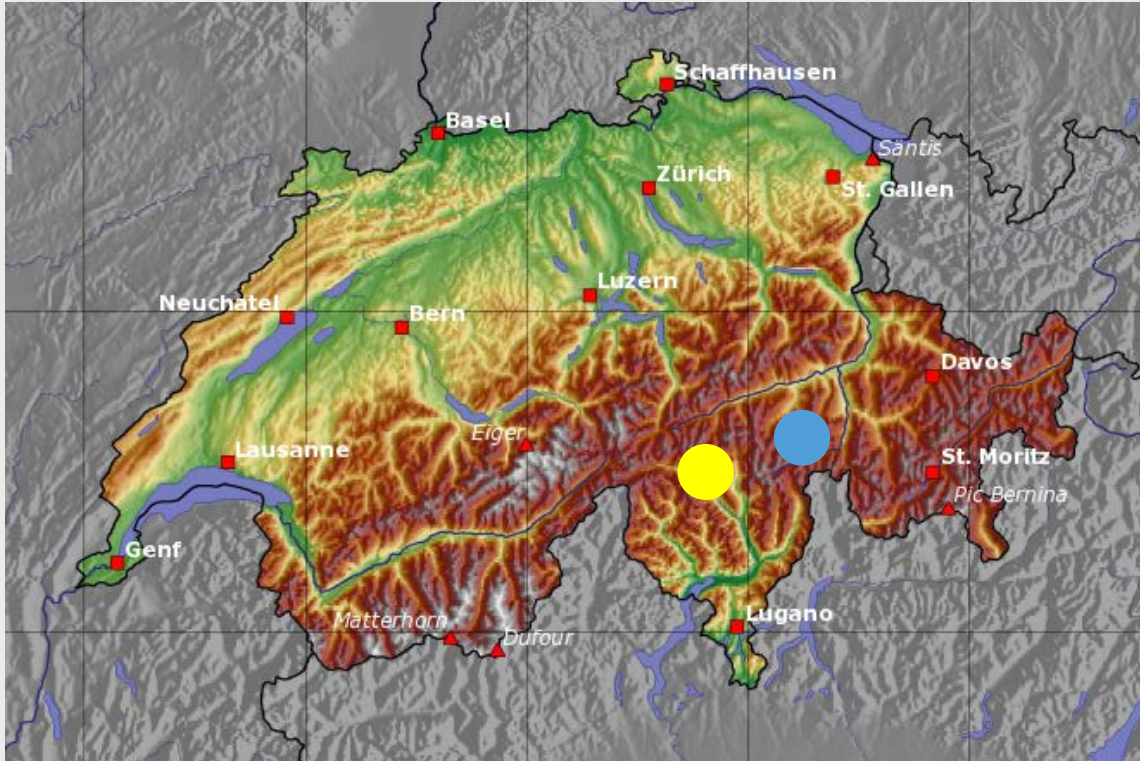 Schaffhausen
Basel
Säntis
Zürich
St. Gallen
Luzern
Neuchatel
Bern
Davos
Eiger
Lausanne
St. Moritz
Pic Bernina
Genf
Matterhorn
Lugano
Dufour